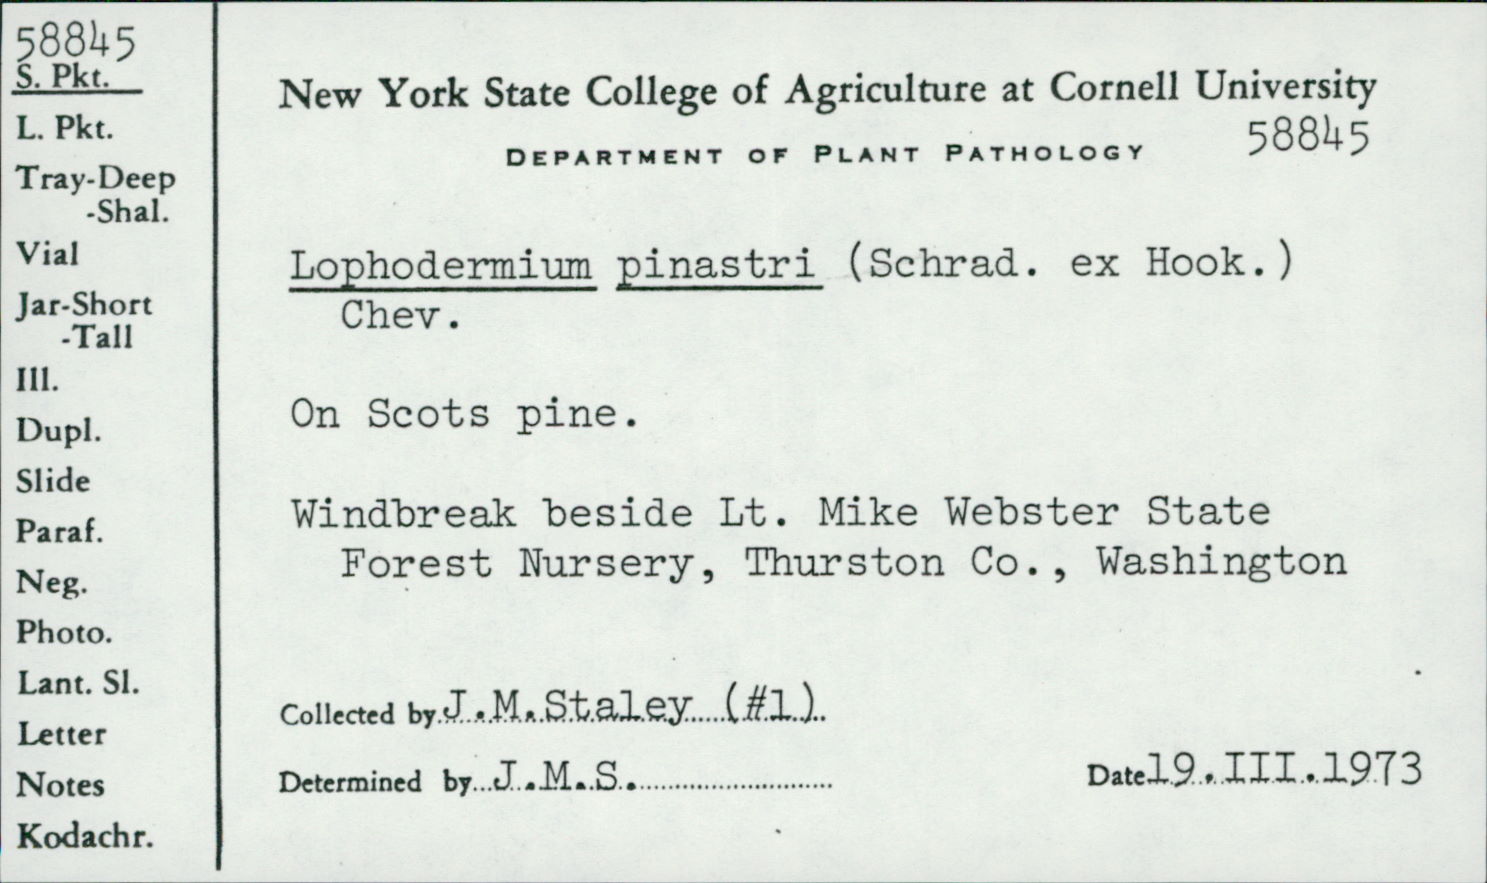 58845
S. Pkt.
L. Pkt.
Tray-Deep
-Shal.
Vial
Jar-Short
-Tall
Ill.
Dupl.
Slide
Paraf.
Neg.
Photo.
Lant. Sl.
Letter
Notes
Kodachr.
New York State College of Agriculture at Cornell University
DEPARTMENT OF PLANT PATHOLOGY 58845
Lophodermium pinastri (Schrad. ex Hook.)
Chev.
On Scots pine.
Windbreak beside Lt. Mike Webster State
Forest Nursery, Thurston Co., Washington
Collected by J.M.Staley (#1)
Determined by J.M.S.
Date 19.III.1973